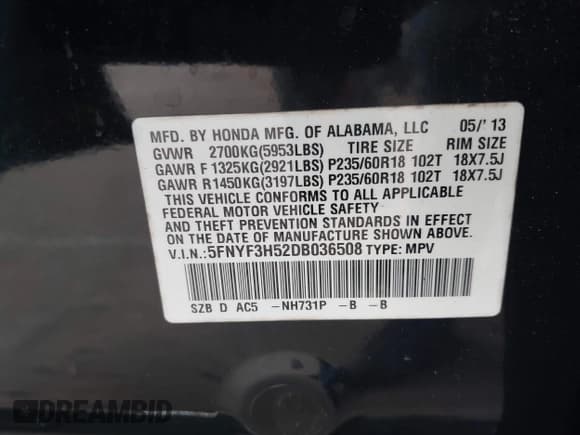 MFD. BY HONDA MFG. OF ALABAMA, LLC 05/'13
GVWR 2700KG(5953LBS) TIRE SIZE RIM SIZE
GAWR F 1325KG(2921LBS) P235/60R18 102T 18X7.5J
GAWR R1450KG(3197LBS) P235/60R18 102T 18X7.5J
THIS VEHICLE CONFORMS TO ALL APPLICABLE
FEDERAL MOTOR VEHICLE SAFETY
AND THEFT PREVENTION STANDARDS IN EFFECT
ON THE DATE OF MANUFACTURE SHOWN ABOVE.
V.I.N.:5FNYF3H52DB036508 TYPE: MPV
SZB D AC5 -NH731P -B -B
DREAMBID